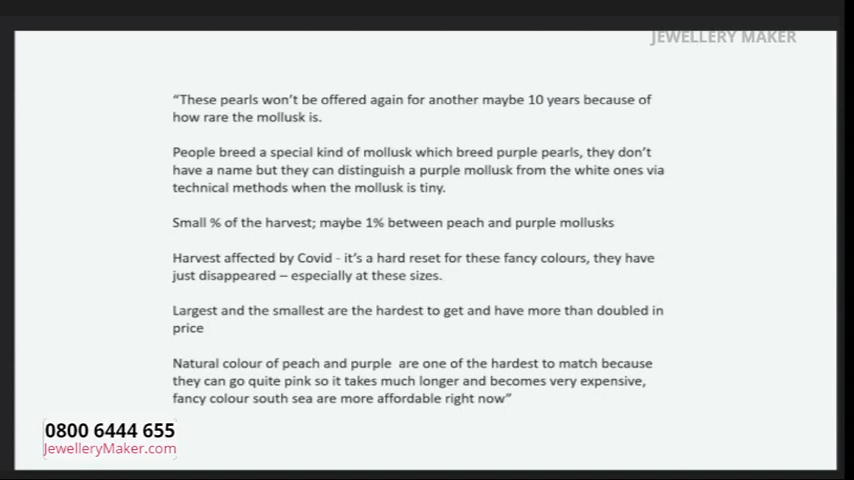 JEWELLERY MAKER
“These pearls won’t be offered again for another maybe 10 years because of
how rare the mollusk is.
People breed a special kind of mollusk which breed purple pearls, they don’t
have a name but they can distinguish a purple mollusk from the white ones via
technical methods when the mollusk is tiny.
Small % of the harvest; maybe 1% between peach and purple mollusks
Harvest affected by Covid - it’s a hard reset for these fancy colours, they have
just disappeared – especially at these sizes.
Largest and the smallest are the hardest to get and have more than doubled in
price
Natural colour of peach and purple are one of the hardest to match because
they can go quite pink so it takes much longer and becomes very expensive,
fancy colour south sea are more affordable right now”
0800 6444 655
JewelleryMaker.com